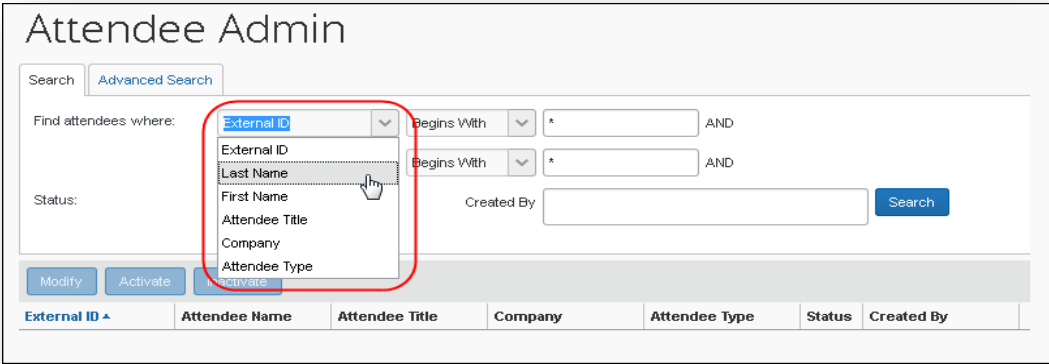 Attendee Admin
Search Advanced Search
Find attendees where: External ID Begins With * AND
External ID
Last Name Begins With * AND
First Name
Status: Created By Search
Attendee Title
Company
Attendee Type
Modify Activate Inactivate
External ID Attendee Name Attendee Title Company Attendee Type Status Created By